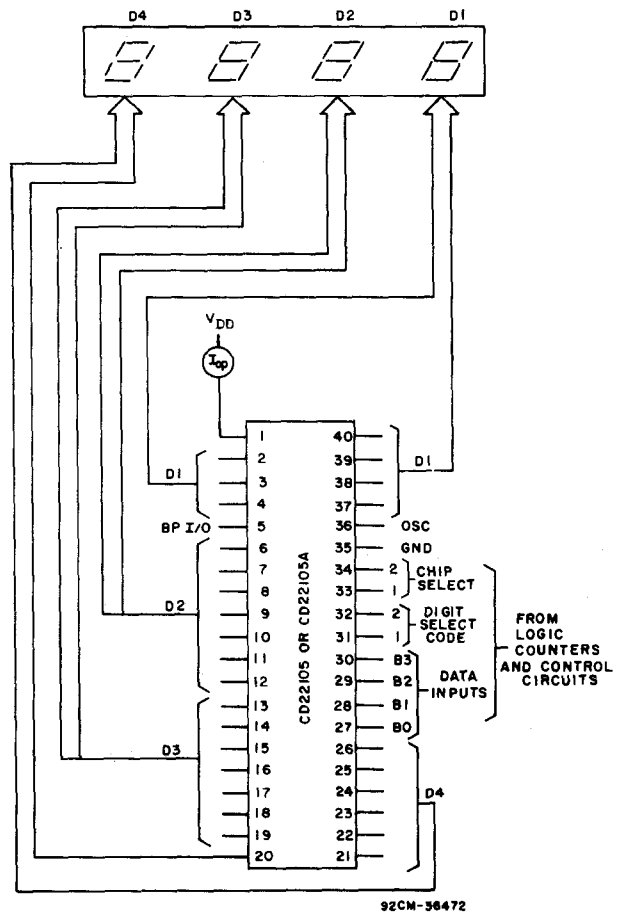 D4 D3 D2 D1
VDD
Iop
1 40
2 39
D1 D1
3 38
4 37
BP I/O 5 36 OSC
6 35 GND
7 34 2 CHIP
8 33 1 SELECT
D2 9 32 2 DIGIT
SELECT
10 31 1 CODE
11 30 B3
12 29 B2 DATA
13 28 B1 INPUTS
14 27 B0
FROM
LOGIC
COUNTERS
AND CONTROL
CIRCUITS
CD22105 OR CD22105A
D3 15 26
16 25
17 24 D4
18 23
19 22
20 21
92CM-36472